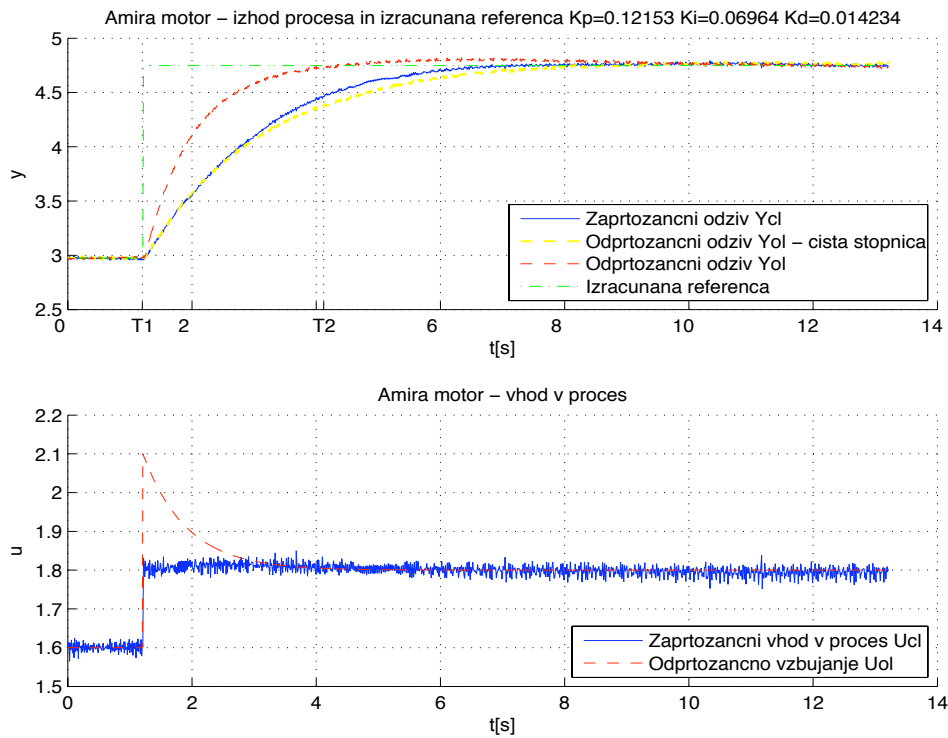 Amira motor – izhod procesa in izracunana referenca Kp=0.12153 Ki=0.06964 Kd=0.014234
5
4.5
4
3.5
3
2.5
y
Zaprtozancni odziv Ycl
Odprtozancni odziv Yol – cista stopnica
Odprtozancni odziv Yol
Izracunana referenca
0 T1 2 T2 6 8 10 12 14
t[s]
Amira motor – vhod v proces
2.2
2.1
2
1.9
1.8
1.7
1.6
1.5
u
Zaprtozancni vhod v proces Ucl
Odprtozancno vzbujanje Uol
0 2 4 6 8 10 12 14
t[s]